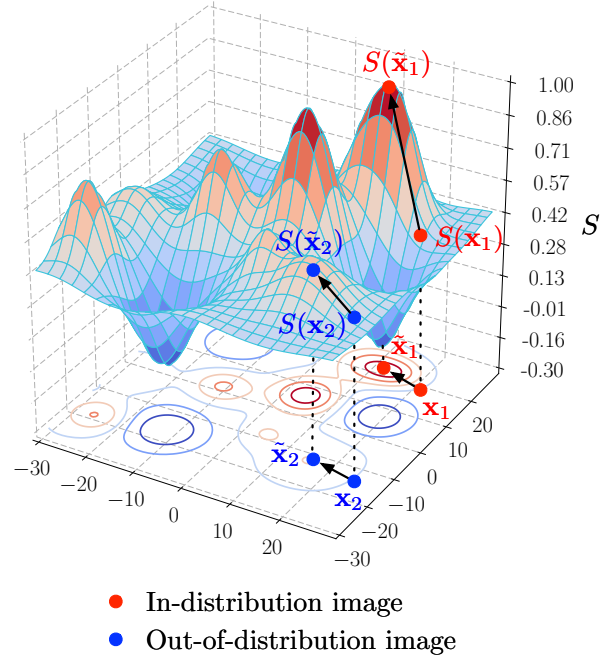 S(x̃₁)
1.00
0.86
0.71
0.57
0.42
S
S(x₁)
0.28
S(x̃₂)
0.13
-0.01
S(x₂)
-0.16
-0.30
x̃₁
x₁
20
10
x̃₂
0
x₂
-10
-20
-30
−30
−20
−10
0
10
20
In-distribution image
Out-of-distribution image